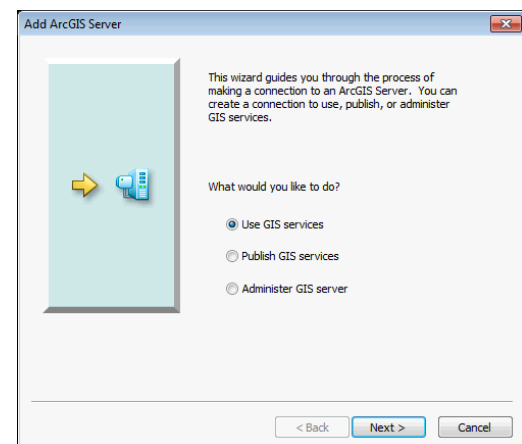 Add ArcGIS Server
This wizard guides you through the process of
making a connection to an ArcGIS Server. You can
create a connection to use, publish, or administer
GIS services.
What would you like to do?
Use GIS services
Publish GIS services
Administer GIS server
< Back
Next >
Cancel